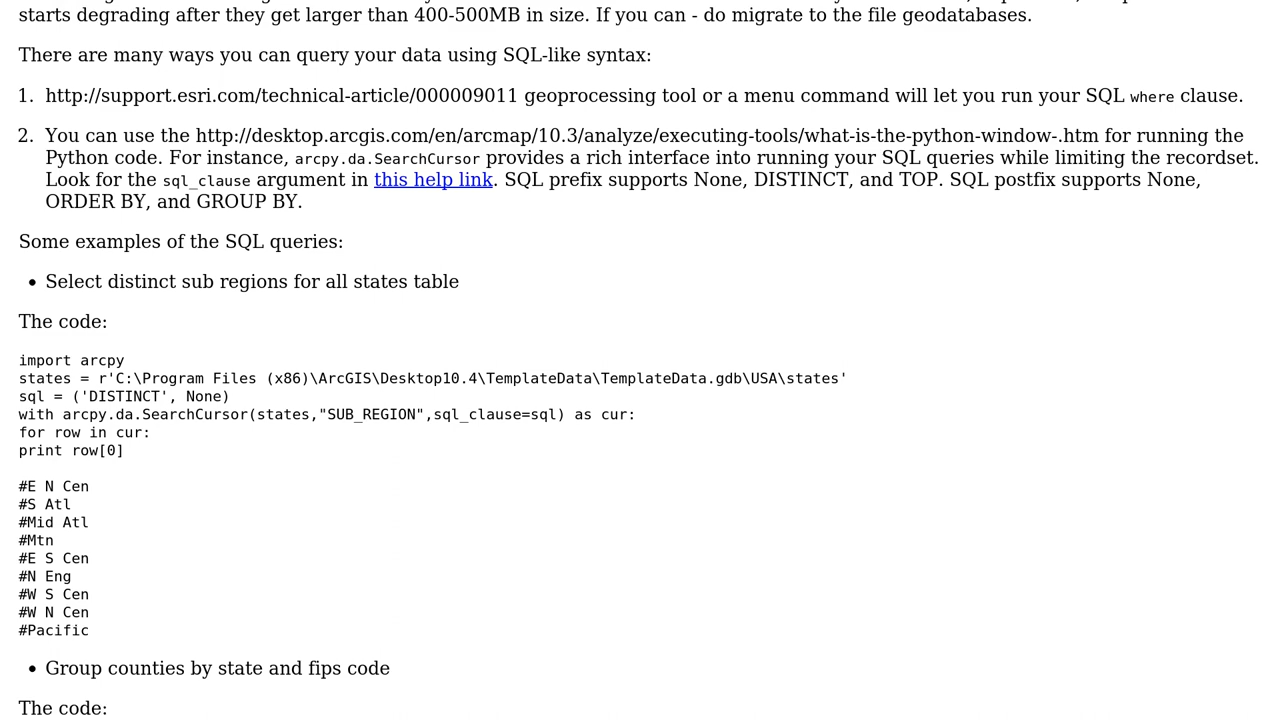 starts degrading after they get larger than 400-500MB in size. If you can - do migrate to the file geodatabases.
There are many ways you can query your data using SQL-like syntax:
1. http://support.esri.com/technical-article/000009011 geoprocessing tool or a menu command will let you run your SQL where clause.
2. You can use the http://desktop.arcgis.com/en/arcmap/10.3/analyze/executing-tools/what-is-the-python-window-.htm for running the
Python code. For instance, arcpy.da.SearchCursor provides a rich interface into running your SQL queries while limiting the recordset.
Look for the sql_clause argument in this help link. SQL prefix supports None, DISTINCT, and TOP. SQL postfix supports None,
ORDER BY, and GROUP BY.
Some examples of the SQL queries:
• Select distinct sub regions for all states table
The code:
import arcpy
states = r'C:\Program Files (x86)\ArcGIS\Desktop10.4\TemplateData\TemplateData.gdb\USA\states'
sql = ('DISTINCT', None)
with arcpy.da.SearchCursor(states,"SUB_REGION",sql_clause=sql) as cur:
for row in cur:
print row[0]
#E N Cen
#S Atl
#Mid Atl
#Mtn
#E S Cen
#N Eng
#W S Cen
#W N Cen
#Pacific
• Group counties by state and fips code
The code: